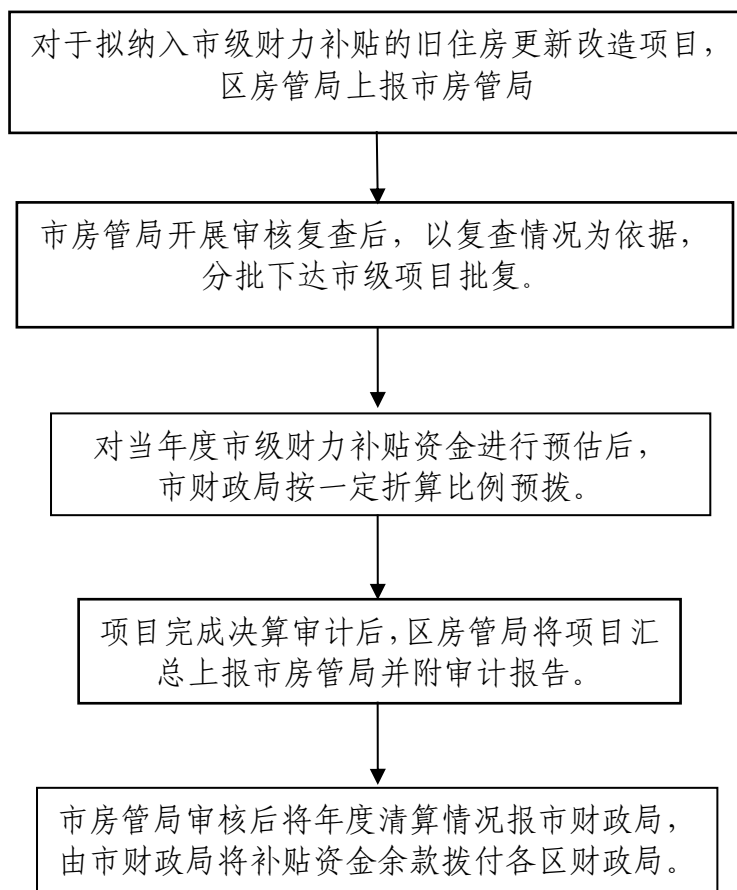 对于拟纳入市级财力补贴的旧住房更新改造项目，
区房管局上报市房管局
市房管局开展审核复查后，以复查情况为依据，
分批下达市级项目批复。
对当年度市级财力补贴资金进行预估后，
市财政局按一定折算比例预拨。
项目完成决算审计后，区房管局将项目汇
总上报市房管局并附审计报告。
市房管局审核后将年度清算情况报市财政局，
由市财政局将补贴资金余款拨付各区财政局。